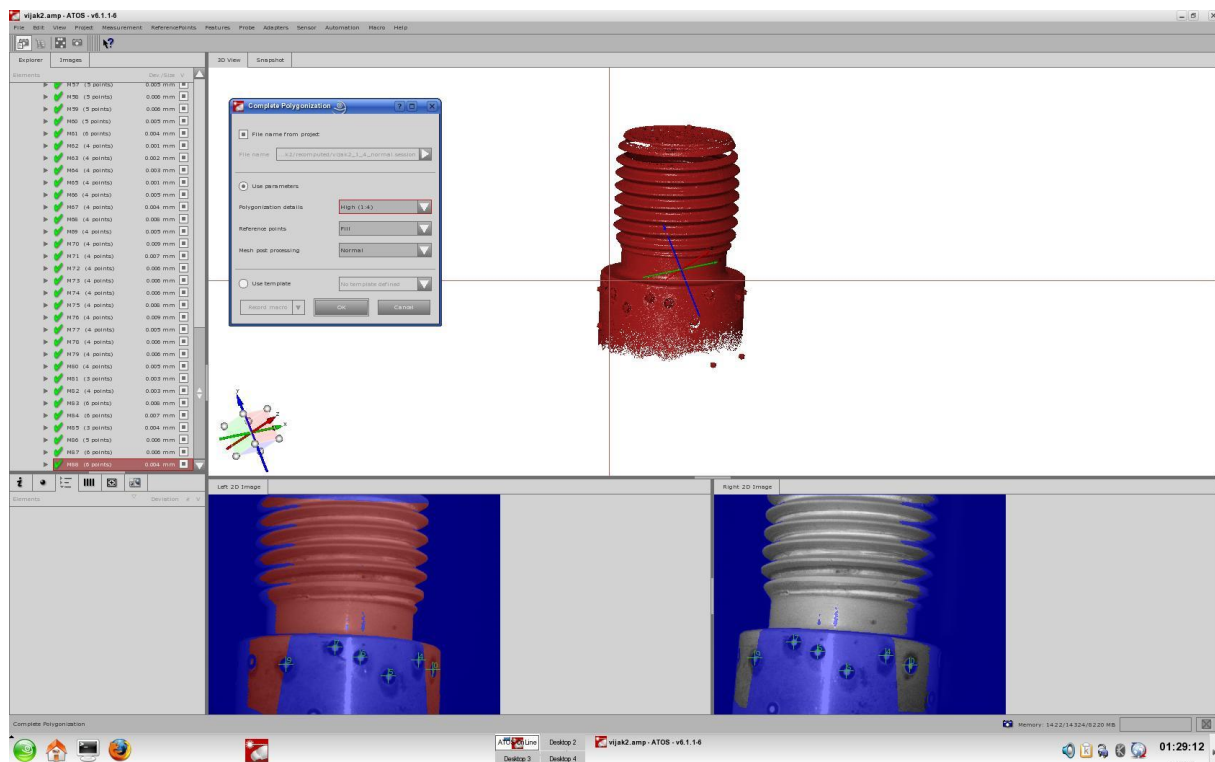 vijak2.amp - ATOS - v6.1.1-6
File Edit View Project Measurement ReferencePoints Features Probe Adapters Sensor Automation Macro Help
Explorer Images
3D View Snapshot
Elements Dev./Size
M57 (5 points) 0.005 mm
M58 (5 points) 0.006 mm
M59 (5 points) 0.006 mm
M60 (5 points) 0.005 mm
M61 (6 points) 0.004 mm
M62 (4 points) 0.001 mm
M63 (4 points) 0.002 mm
M64 (4 points) 0.003 mm
M65 (4 points) 0.001 mm
M66 (4 points) 0.005 mm
M67 (4 points) 0.004 mm
M68 (4 points) 0.006 mm
M69 (4 points) 0.005 mm
M70 (4 points) 0.009 mm
M71 (4 points) 0.007 mm
M72 (4 points) 0.006 mm
M73 (4 points) 0.006 mm
M74 (4 points) 0.006 mm
M75 (4 points) 0.008 mm
M76 (4 points) 0.009 mm
M77 (4 points) 0.005 mm
M78 (4 points) 0.006 mm
M79 (4 points) 0.006 mm
M80 (4 points) 0.005 mm
M81 (3 points) 0.003 mm
M82 (4 points) 0.003 mm
M83 (6 points) 0.008 mm
M84 (6 points) 0.007 mm
M85 (3 points) 0.004 mm
M86 (5 points) 0.006 mm
M87 (6 points) 0.006 mm
M88 (6 points) 0.004 mm
Complete Polygonization
File name from projekt
File name
Use parameters
Polygonization details High (1:4)
Reference points Fill
Mesh post processing Normal
Use template No template defined
Record macro OK Cancel
Y
Z
X
Elements Deviation
Left 2D Image
Right 2D Image
Complete Polygonization
Memory: 1422/14324/8220 MB
Desktop 2
Desktop 3 Desktop 4
vijak2.amp - ATOS - v6.1.1-6
01:29:12